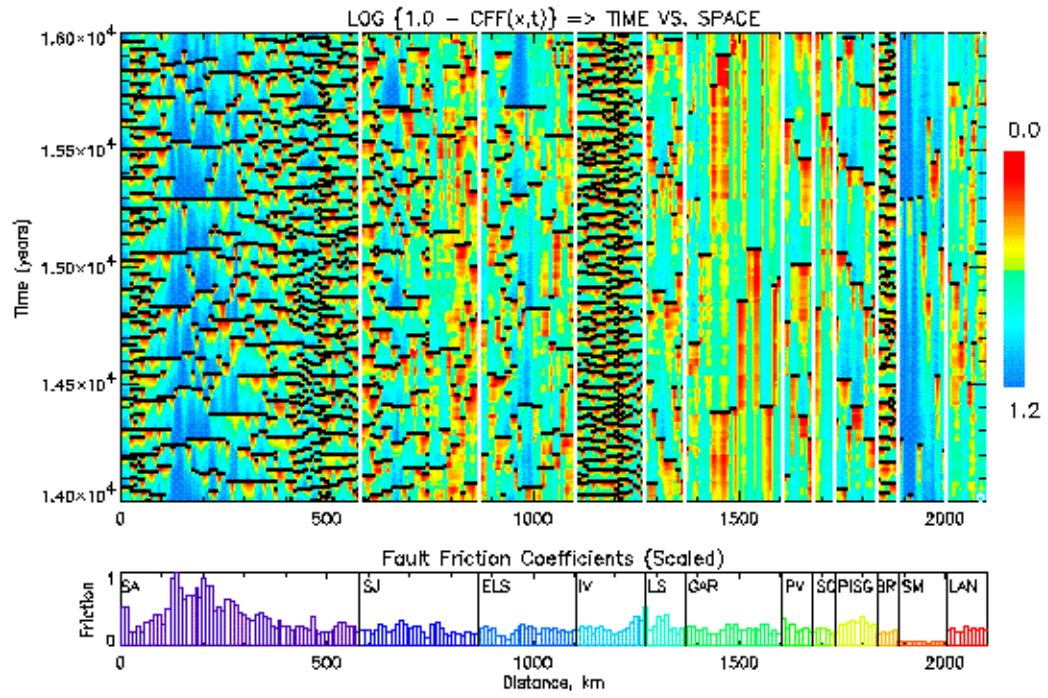 LOG {1.0 - CFF(x,t)} => TIME VS. SPACE
1.60×10⁴
1.55×10⁴
1.50×10⁴
1.45×10⁴
1.40×10⁴
Time (years)
0 500 1000 1500 2000
0.0
1.2
Fault Friction Coefficients (Scaled)
1
0
Friction
SA SJ ELS IV LS GAR PV PISG BR SM LAN
0 500 1000 1500 2000
Distance, km